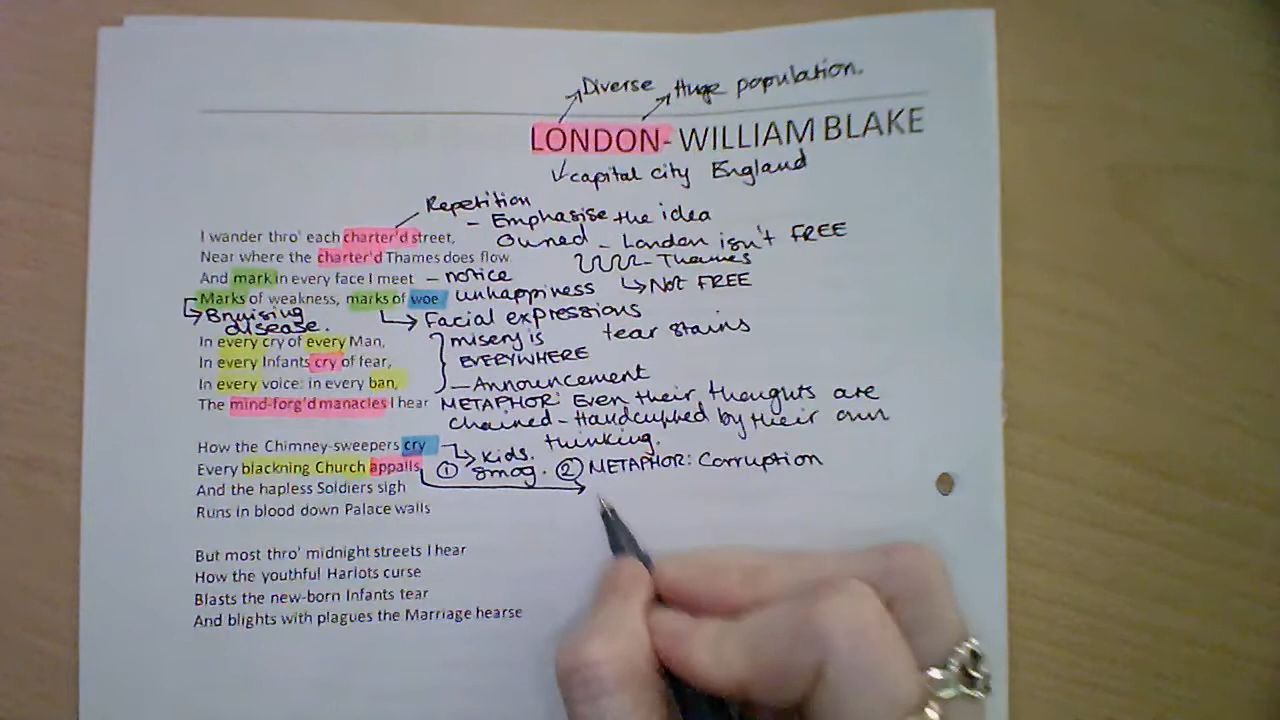 Diverse Huge population.
LONDON- WILLIAM BLAKE
capital city England
Repetition
- Emphasise the idea
I wander thro' each charter'd street, owned - London isn't FREE
Near where the charter'd Thames does flow. - Thames
And mark in every face I meet - notice Not FREE
Marks of weakness, marks of woe unhappiness
Bruising Facial expressions
disease. tear stains
In every cry of every Man, misery is
In every Infants cry of fear, EVERYWHERE
In every voice: in every ban, - Announcement
The mind-forg'd manacles I hear METAPHOR: Even their thoughts are
chained - Handcuffed by their own
thinking.
How the Chimney-sweepers cry Kids.
Every blackning Church appalls ① Smog. ② METAPHOR: Corruption
And the hapless Soldiers sigh
Runs in blood down Palace walls
But most thro' midnight streets I hear
How the youthful Harlots curse
Blasts the new-born Infants tear
And blights with plagues the Marriage hearse